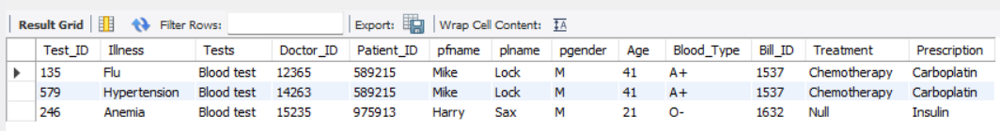 Result Grid Filter Rows: Export: Wrap Cell Content: IA
Test_ID Illness Tests Doctor_ID Patient_ID pfname plname pgender Age Blood_Type Bill_ID Treatment Prescription
135 Flu Blood test 12365 589215 Mike Lock M 41 A+ 1537 Chemotherapy Carboplatin
579 Hypertension Blood test 14263 589215 Mike Lock M 41 A+ 1537 Chemotherapy Carboplatin
246 Anemia Blood test 15235 975913 Harry Sax M 21 O- 1632 Null Insulin